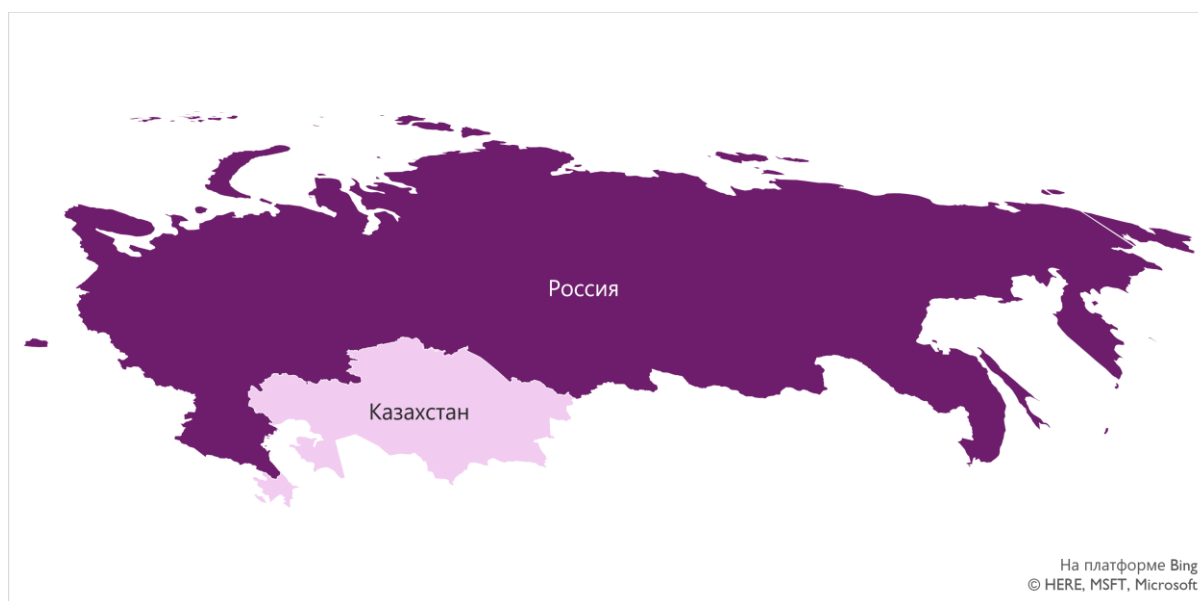 Россия
Казахстан
На платформе Bing
© HERE, MSFT, Microsoft